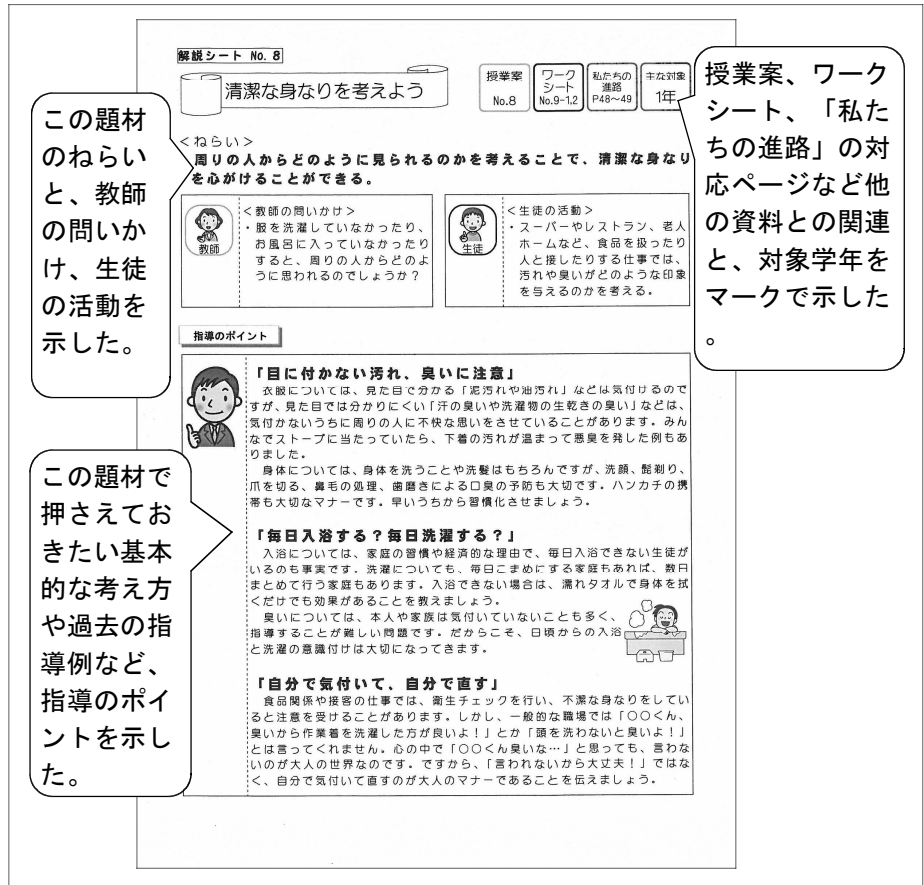 解説シート No.8
清潔な身なりを考えよう
授業案
No.8
ワーク
シート
No.9-1,2
私たちの
進路
P48～49
主な対象
1年
授業案、ワーク
シート、「私た
ちの進路」の対
応ページなど他
の資料との関連
と、対象学年を
マークで示した
。
この題材
のねらい
と、教師
の問いか
け、生徒
の活動を
示した。
＜ねらい＞
周りの人からどのように見られるのかを考えることで、清潔な身なり
を心がけることができる。
教師
＜教師の問いかけ＞
・服を洗濯していなかったり、
お風呂に入っていなかったり
すると、周りの人からどのよ
うに思われるのでしょうか？
生徒
＜生徒の活動＞
・スーパーやレストラン、老人
ホームなど、食品を扱ったり
人と接したりする仕事では、
汚れや臭いがどのような印象
を与えるのかを考える。
指導のポイント
「目に付かない汚れ、臭いに注意」
衣服については、見た目で分かる「泥汚れや油汚れ」などは気付けるので
すが、見た目では分かりにくい「汗の臭いや洗濯物の生乾きの臭い」などは、
気付かないうちに周りの人に不快な思いをさせていることがあります。みん
なでストーブに当たっていたら、下着の汚れが温まって悪臭を発した例もあ
りました。
身体については、身体を洗うことや洗髪はもちろんですが、洗顔、髭剃り、
爪を切る、鼻毛の処理、歯磨きによる口臭の予防も大切です。ハンカチの携
帯も大切なマナーです。早いうちから習慣化させましょう。
この題材で
押さえてお
きたい基本
的な考え方
や過去の指
導例など、
指導のポイ
ントを示し
た。
「毎日入浴する？毎日洗濯する？」
入浴については、家庭の習慣や経済的な理由で、毎日入浴できない生徒が
いるのも事実です。洗濯についても、毎日こまめにする家庭もあれば、数日
まとめて行う家庭もあります。入浴できない場合は、濡れタオルで身体を拭
くだけでも効果があることを教えましょう。
臭いについては、本人や家族は気付いていないことも多く、
指導することが難しい問題です。だからこそ、日頃からの入浴
と洗濯の意識付けは大切になってきます。
「自分で気付いて、自分で直す」
食品関係や接客の仕事では、衛生チェックを行い、不潔な身なりをしてい
ると注意を受けることがあります。しかし、一般的な職場では「〇〇くん、
臭いから作業着を洗濯した方が良いよ！」とか「頭を洗わないと臭いよ！」
とは言ってくれません。心の中で「〇〇くん臭いな…」と思っても、言わな
いのが大人の世界なのです。ですから、「言われないから大丈夫！」ではな
く、自分で気付いて直すのが大人のマナーであることを伝えましょう。